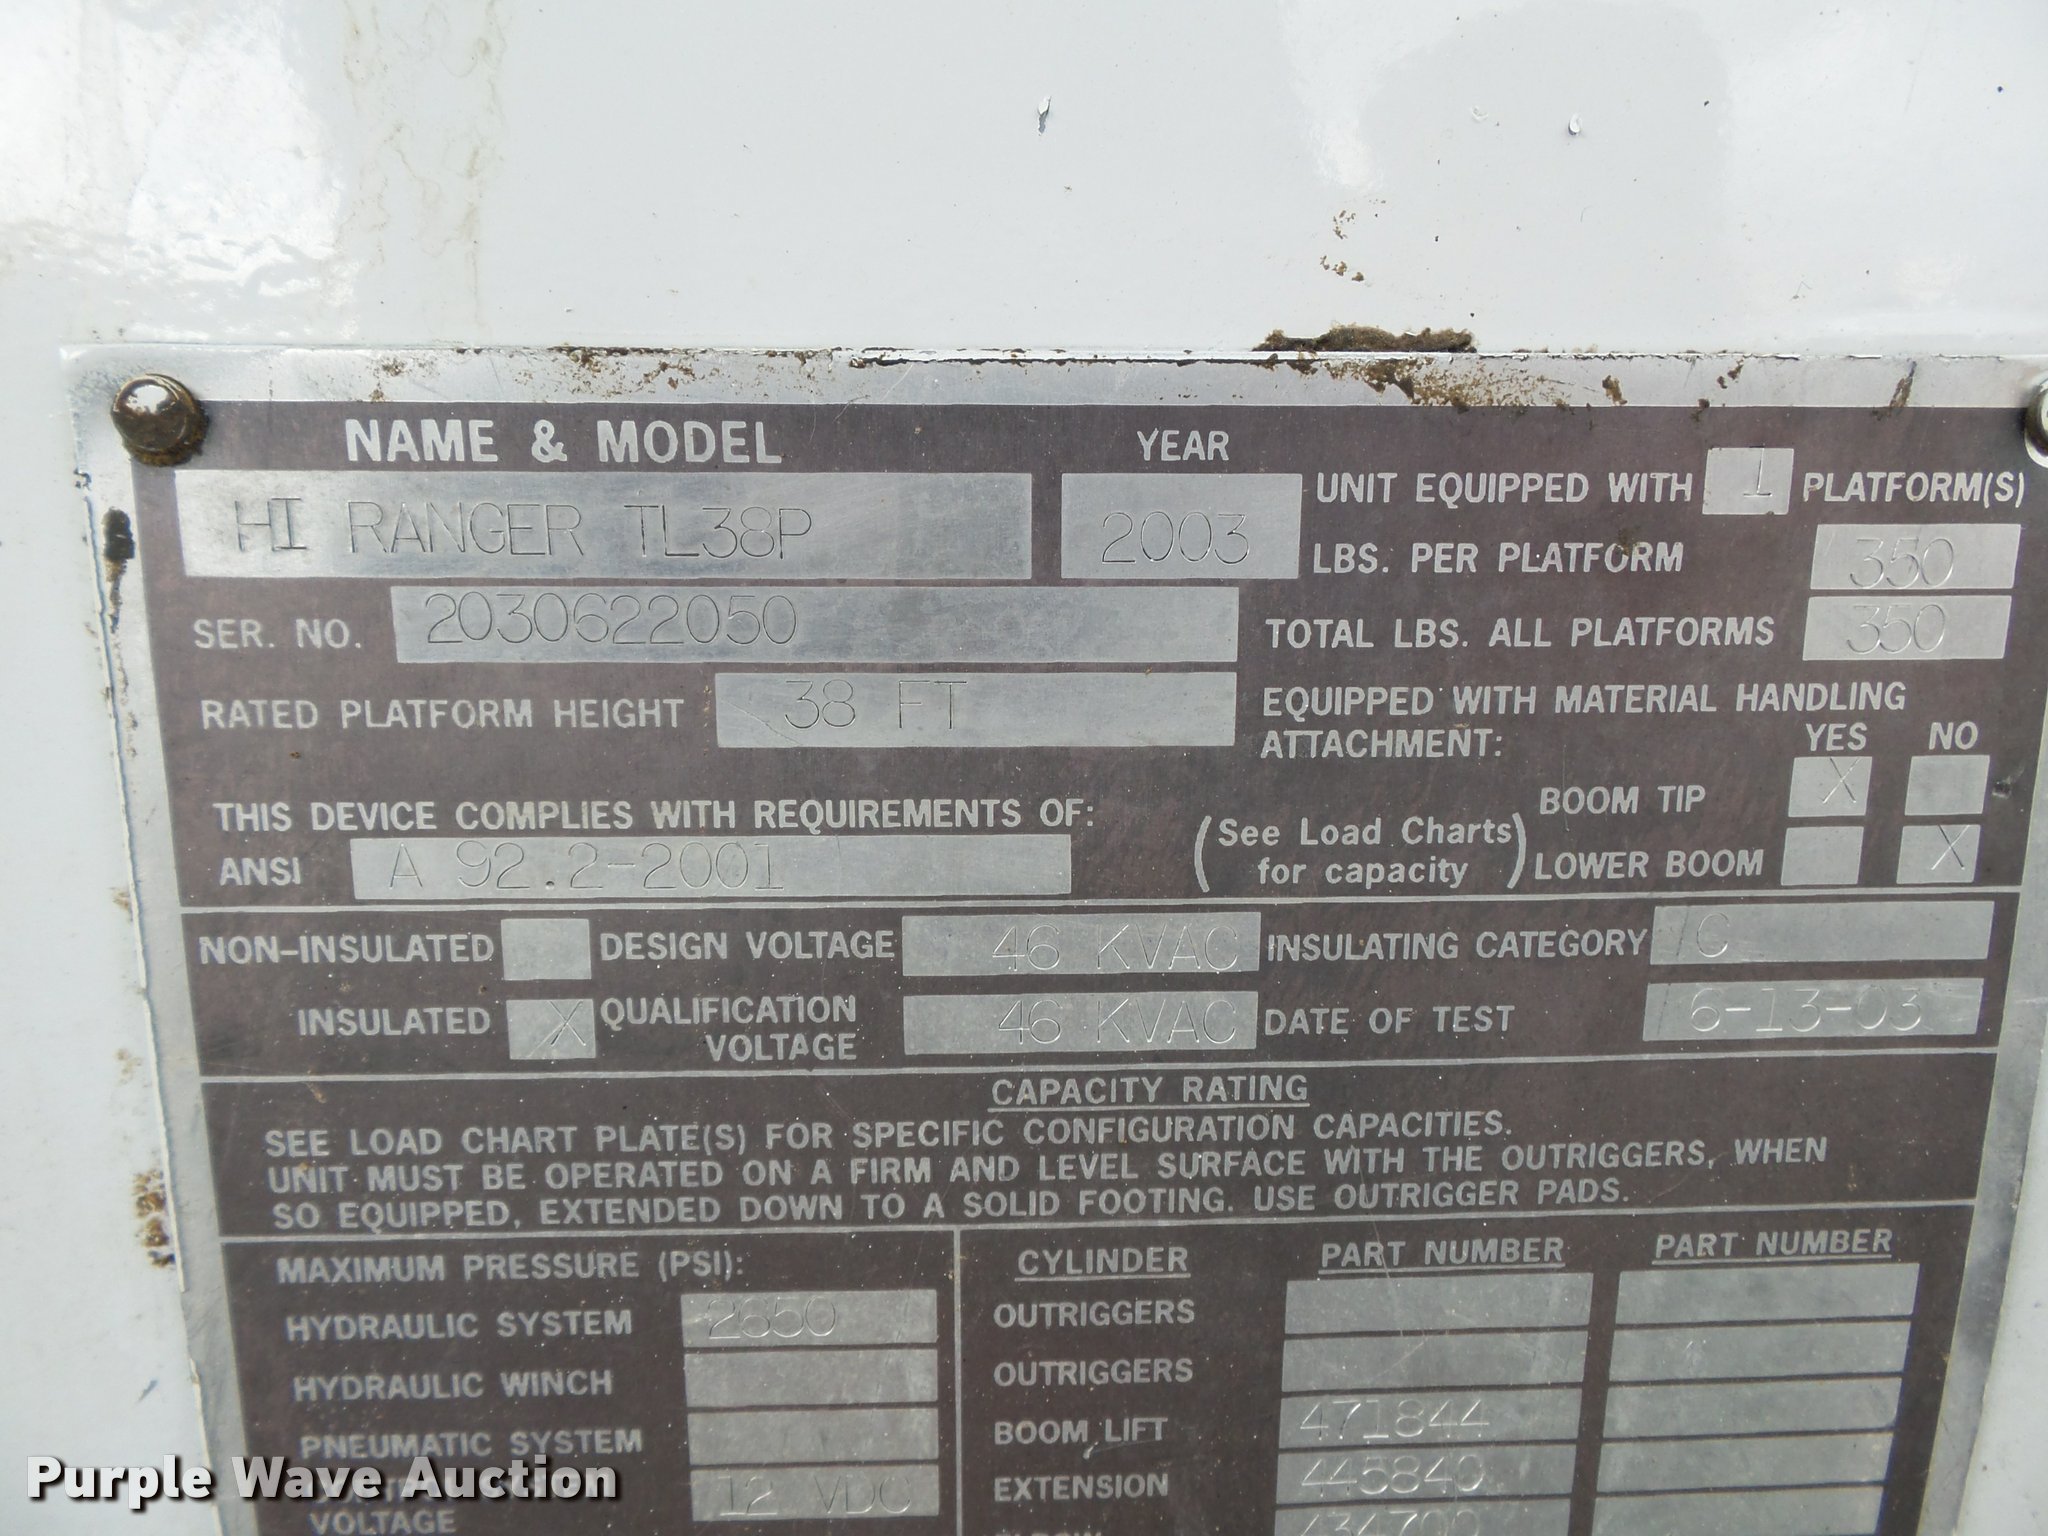 NAME & MODEL YEAR
HI RANGER TL38P 2003
UNIT EQUIPPED WITH 1 PLATFORM(S)
LBS. PER PLATFORM 350
SER. NO. 2030622050
TOTAL LBS. ALL PLATFORMS 350
RATED PLATFORM HEIGHT 38 FT
EQUIPPED WITH MATERIAL HANDLING
ATTACHMENT: YES NO
THIS DEVICE COMPLIES WITH REQUIREMENTS OF:
ANSI A 92.2-2001
(See Load Charts
for capacity)
BOOM TIP X
LOWER BOOM X
NON-INSULATED DESIGN VOLTAGE 46 KVAC INSULATING CATEGORY C
INSULATED X QUALIFICATION
VOLTAGE 46 KVAC DATE OF TEST 6-13-03
CAPACITY RATING
SEE LOAD CHART PLATE(S) FOR SPECIFIC CONFIGURATION CAPACITIES.
UNIT MUST BE OPERATED ON A FIRM AND LEVEL SURFACE WITH THE OUTRIGGERS, WHEN
SO EQUIPPED, EXTENDED DOWN TO A SOLID FOOTING. USE OUTRIGGER PADS.
MAXIMUM PRESSURE (PSI):
HYDRAULIC SYSTEM 2650
HYDRAULIC WINCH
PNEUMATIC SYSTEM
12 VDC
VOLTAGE
CYLINDER PART NUMBER PART NUMBER
OUTRIGGERS
OUTRIGGERS
BOOM LIFT 471844
EXTENSION 445840
434700
Purple Wave Auction